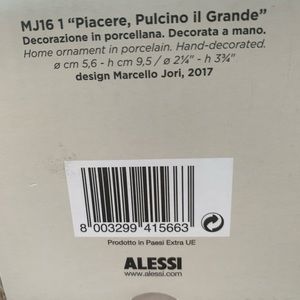 MJ16 1 “Piacere, Pulcino il Grande”
Decorazione in porcellana. Decorata a mano.
Home ornament in porcelain. Hand-decorated.
ø cm 5,6 - h cm 9,5 / ø 2¼" - h 3¾"
design Marcello Jori, 2017
8 003299 415663
Prodotto in Paesi Extra UE
ALESSI
www.alessi.com